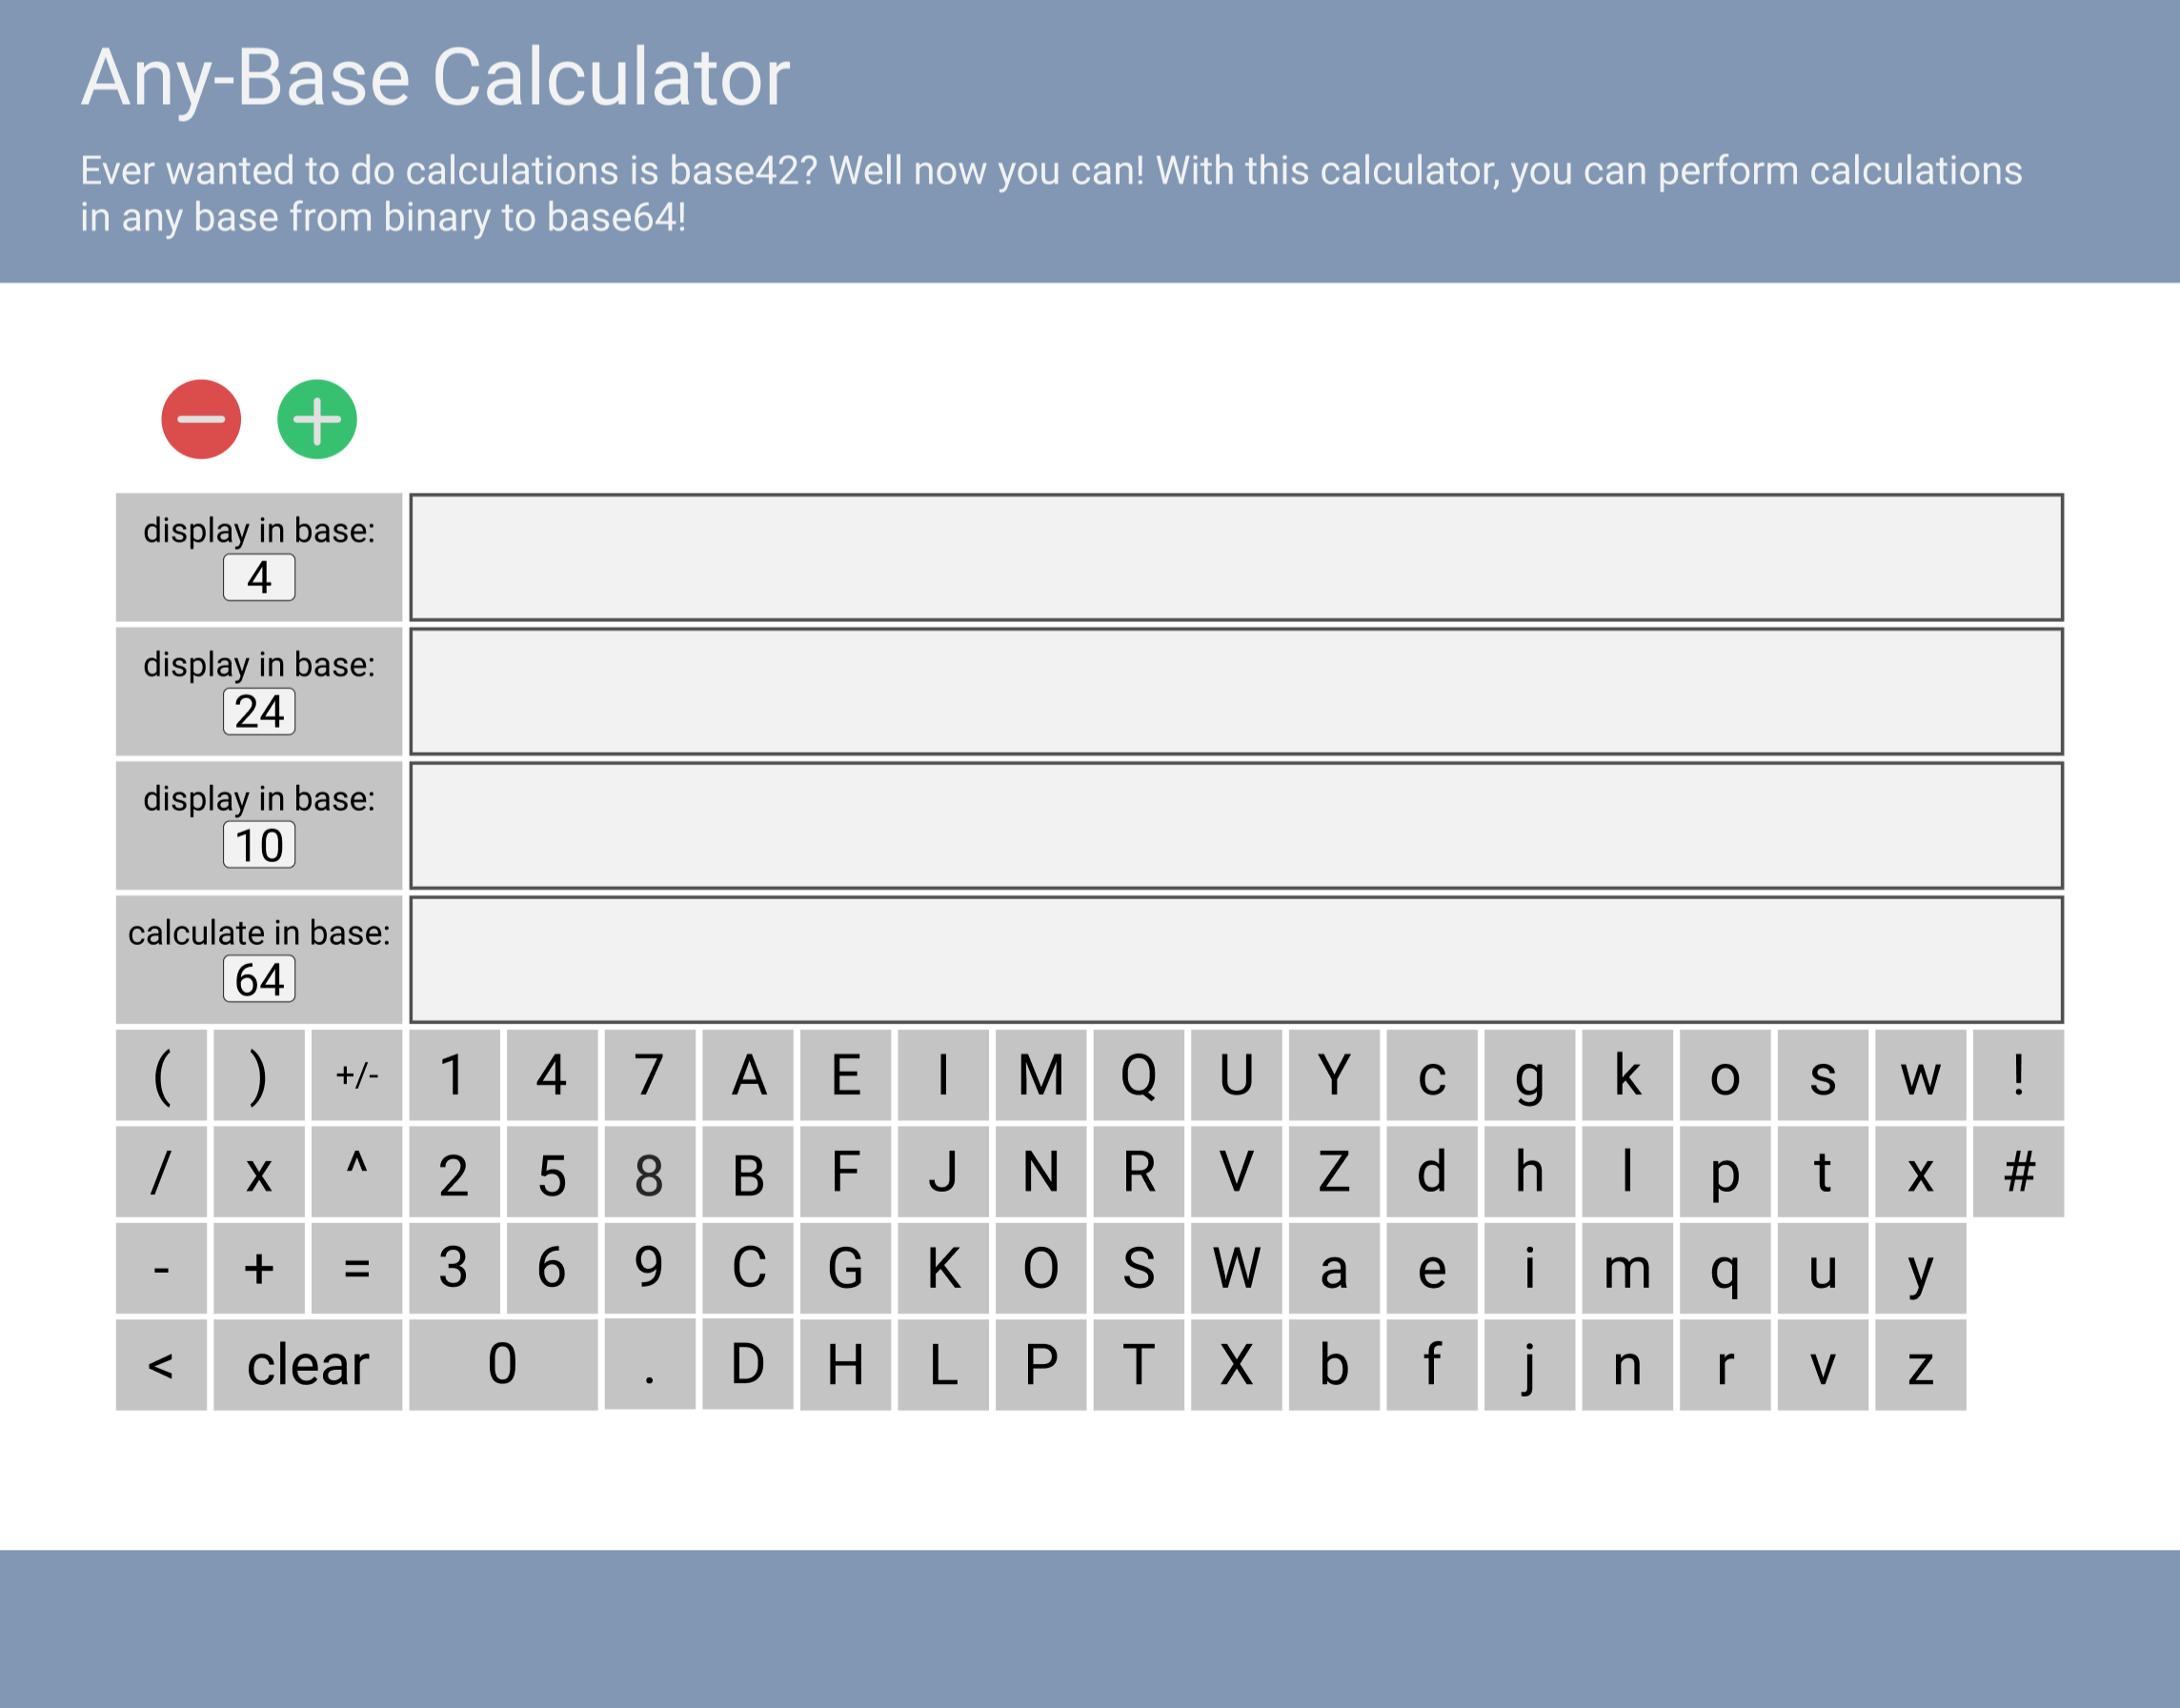 Any-Base Calculator
Ever wanted to do calculations is base42? Well now you can! With this calculator, you can perform calculations
in any base from binary to base64!
display in base:
4
display in base:
24
display in base:
10
calculate in base:
64
( ) +/- 1 4 7 A E I M Q U Y c g k o s w !
/ x ^ 2 5 8 B F J N R V Z d h l p t x #
- + = 3 6 9 C G K O S W a e i m q u y
< clear 0 . D H L P T X b f j n r v z